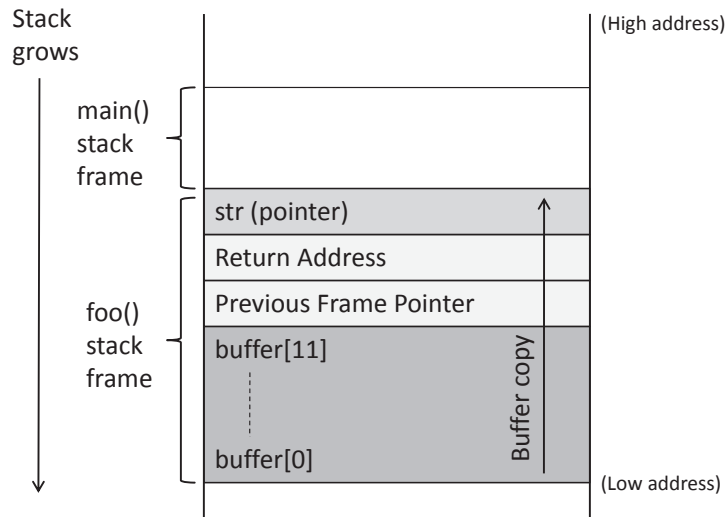 Stack
grows
(High address)
main()
stack
frame
str (pointer)
Return Address
Previous Frame Pointer
foo()
stack
frame
buffer[11]
buffer[0]
Buffer copy
(Low address)